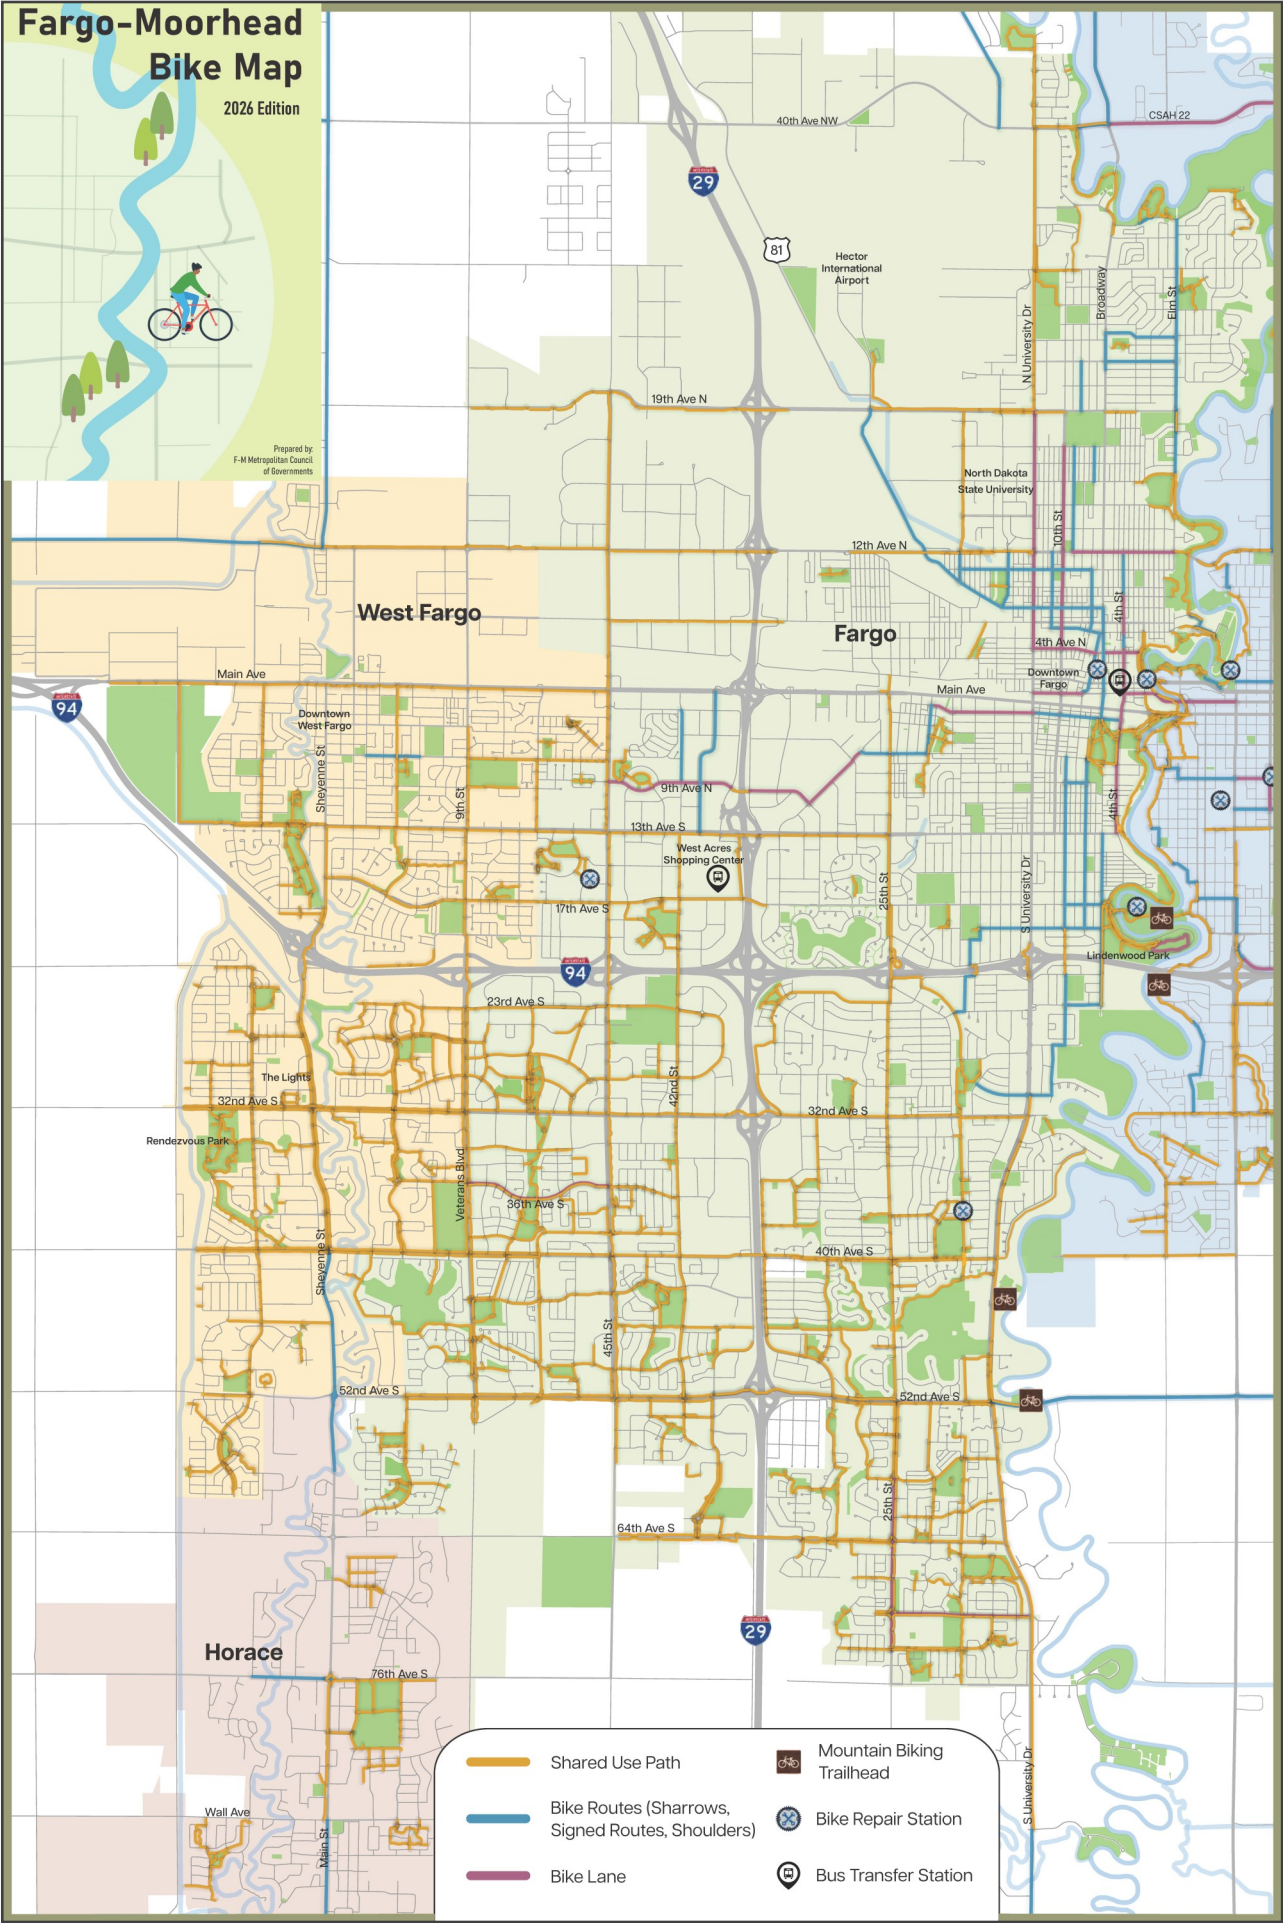 Fargo-Moorhead
Bike Map
2026 Edition
Prepared by:
F-M Metropolitan Council
of Governments
CSAH 22
40th Ave NW
INTERSTATE
29
81
Hector
International
Airport
Broadway
Elm St
N University Dr
19th Ave N
North Dakota
State University
10th St
12th Ave N
4th St
West Fargo
Fargo
4th Ave N
Main Ave
Downtown
Fargo
Main Ave
INTERSTATE
94
Downtown
West Fargo
Sheyenne St
9th St
9th Ave N
4th St
13th Ave S
West Acres
Shopping Center
25th St
S University Dr
17th Ave S
Lindenwood Park
INTERSTATE
94
23rd Ave S
The Lights
42nd St
32nd Ave S
32nd Ave S
Rendezvous Park
Veterans Blvd
36th Ave S
Sheyenne St
40th Ave S
45th St
52nd Ave S
52nd Ave S
25th St
64th Ave S
INTERSTATE
29
Horace
76th Ave S
Wall Ave
Main St
S University Dr
Shared Use Path
Bike Routes (Sharrows,
Signed Routes, Shoulders)
Bike Lane
Mountain Biking
Trailhead
Bike Repair Station
Bus Transfer Station